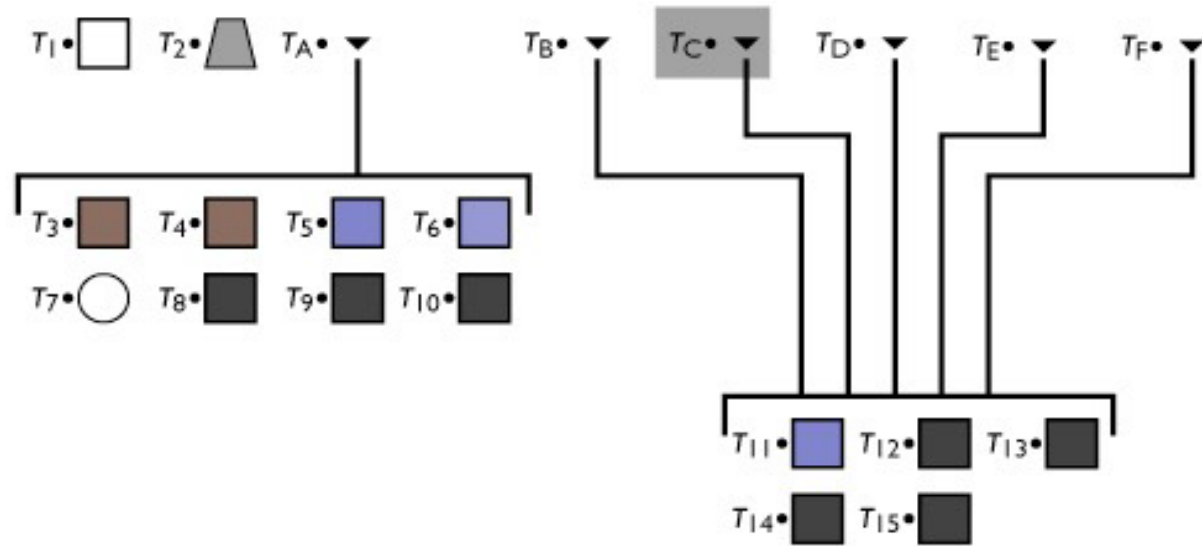 T1• T2• TA• TB• TC• TD• TE• TF•
T3• T4• T5• T6•
T7• T8• T9• T10•
T11• T12• T13•
T14• T15•